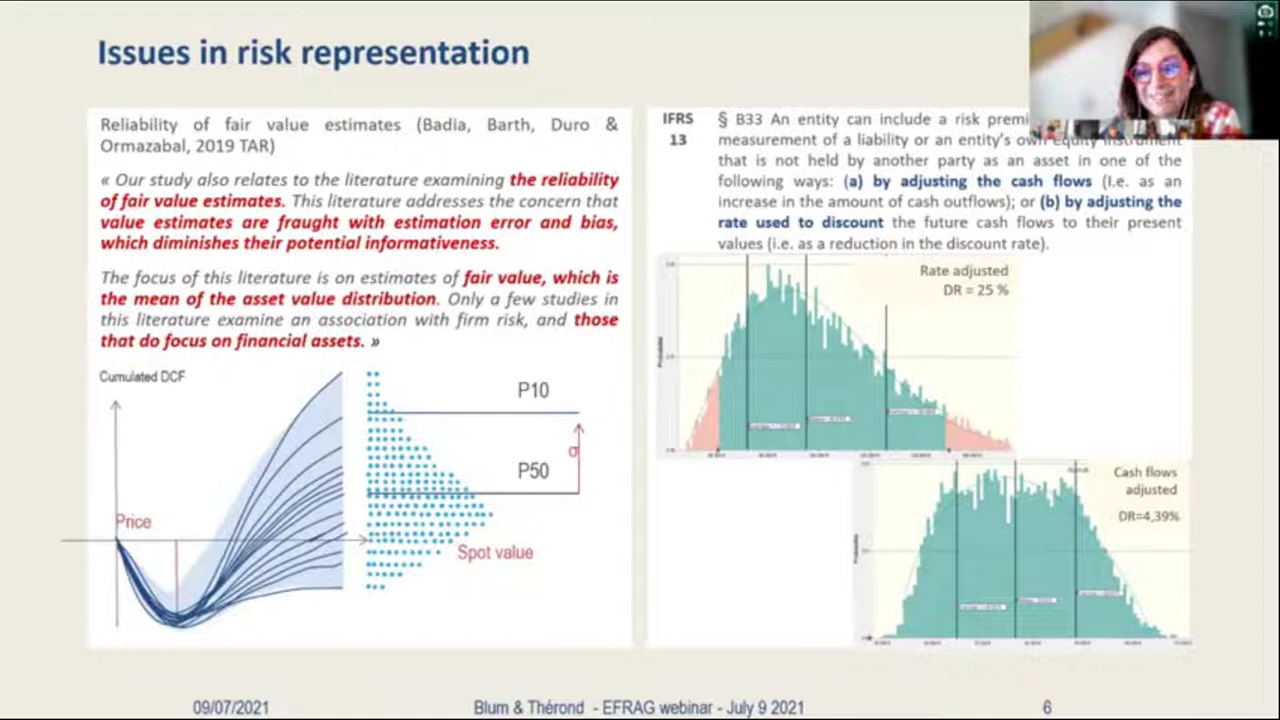 Issues in risk representation
Reliability of fair value estimates (Badia, Barth, Duro &
Ormazabal, 2019 TAR)
« Our study also relates to the literature examining the reliability
of fair value estimates. This literature addresses the concern that
value estimates are fraught with estimation error and bias,
which diminishes their potential informativeness.
The focus of this literature is on estimates of fair value, which is
the mean of the asset value distribution. Only a few studies in
this literature examine an association with firm risk, and those
that do focus on financial assets. »
Cumulated DCF
Price
P10
σ
P50
Spot value
IFRS
13
§ B33 An entity can include a risk premi
measurement of a liability or an entity's own equity instrument
that is not held by another party as an asset in one of the
following ways: (a) by adjusting the cash flows (I.e. as an
increase in the amount of cash outflows); or (b) by adjusting the
rate used to discount the future cash flows to their present
values (i.e. as a reduction in the discount rate).
Rate adjusted
DR = 25 %
Cash flows
adjusted
DR=4,39%
09/07/2021
Blum & Thérond - EFRAG webinar - July 9 2021
6